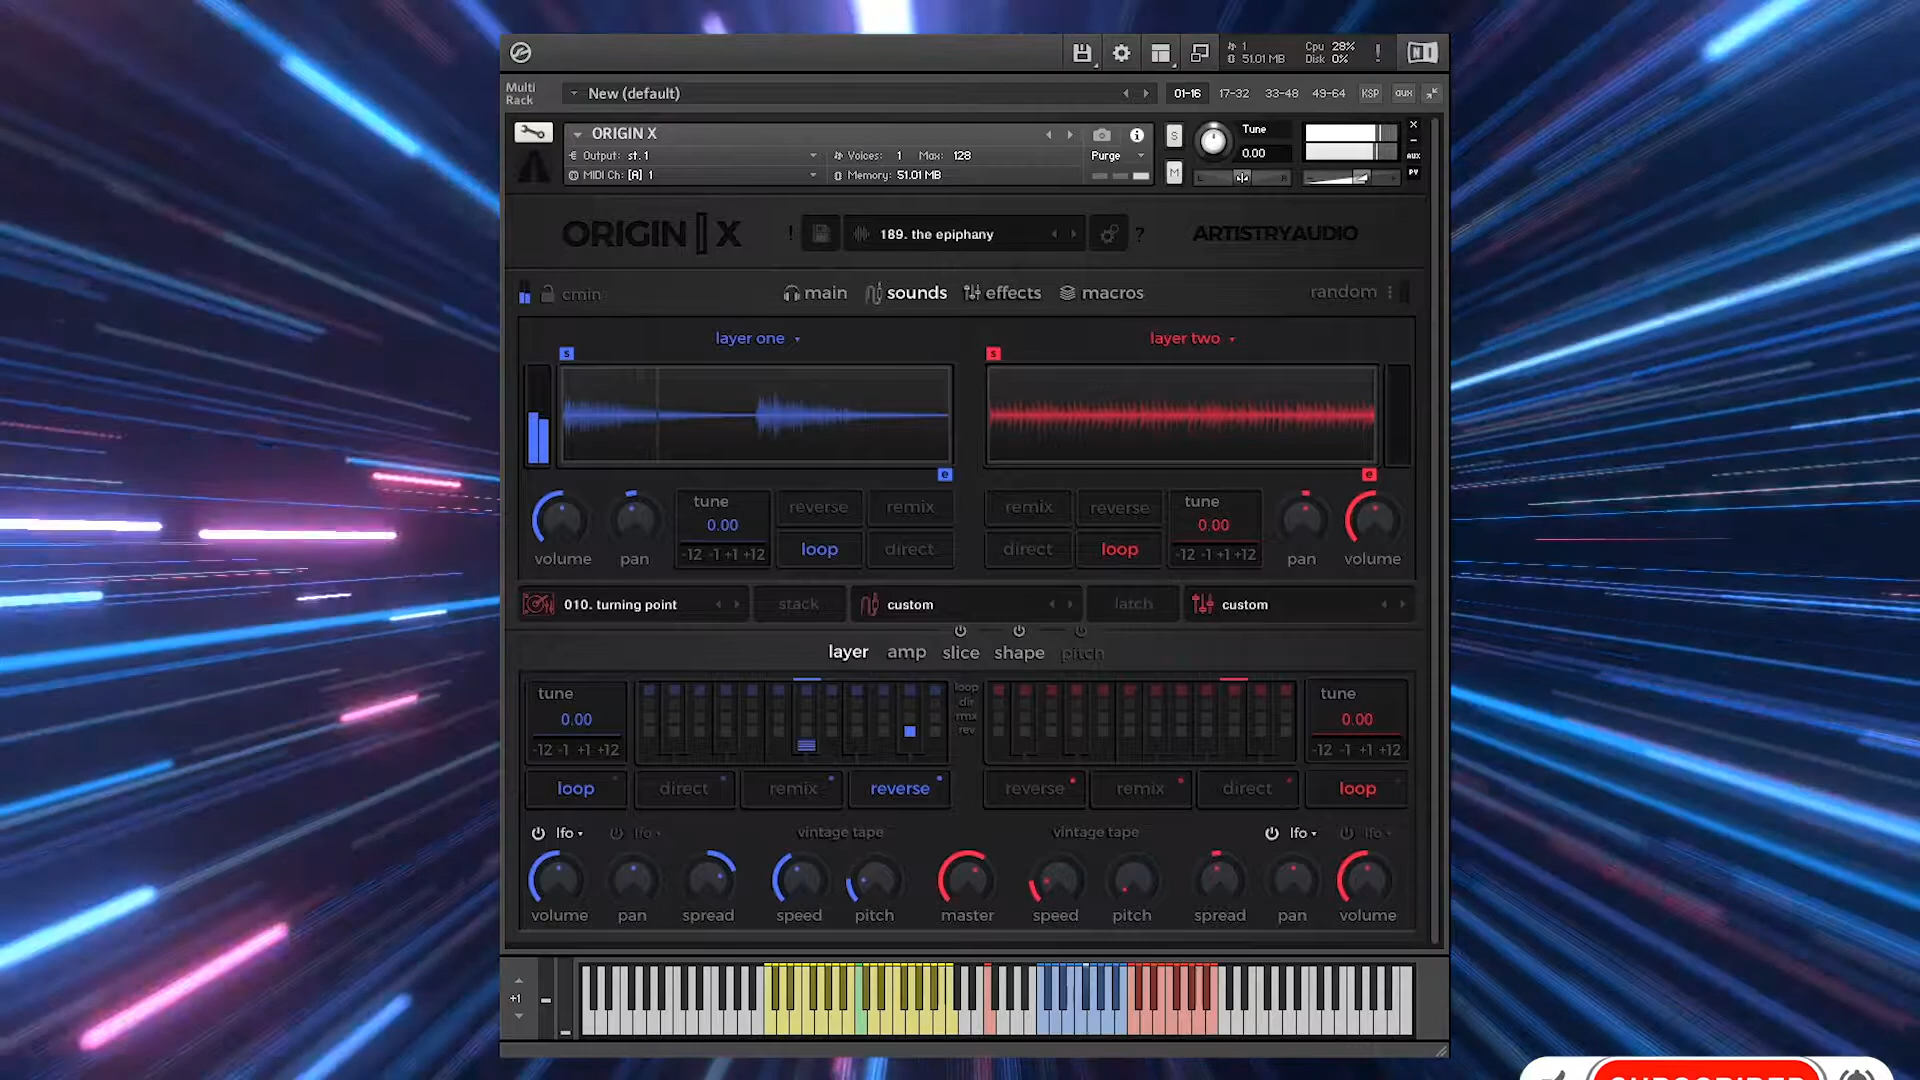 1
51.01 MB
Cpu 28%
Disk 0%
!
NI
Multi
Rack
New (default)
01-16 17-32 33-48 49-64 KSP AUX
ORIGIN X
Output: st. 1
Voices: 1 Max: 128
Purge
MIDI Ch: [A] 1
Memory: 51.01 MB
S
M
Tune
0.00
L R
AUX
PV
ORIGIN X
! 189. the epiphany ?
ARTISTRYAUDIO
cmin
main sounds effects macros
random
layer one
layer two
s
s
e
e
volume pan
tune
0.00
-12 -1 +1 +12
reverse remix
loop direct
remix reverse
direct loop
tune
0.00
-12 -1 +1 +12
pan volume
010. turning point
stack
custom
latch
custom
layer amp slice shape pitch
tune
0.00
-12 -1 +1 +12
loop
dir
rmx
rev
tune
0.00
-12 -1 +1 +12
loop direct remix reverse
reverse remix direct loop
lfo lfo vintage tape vintage tape lfo lfo
volume pan spread speed pitch master speed pitch spread pan volume
+1
SUBSCRIBED